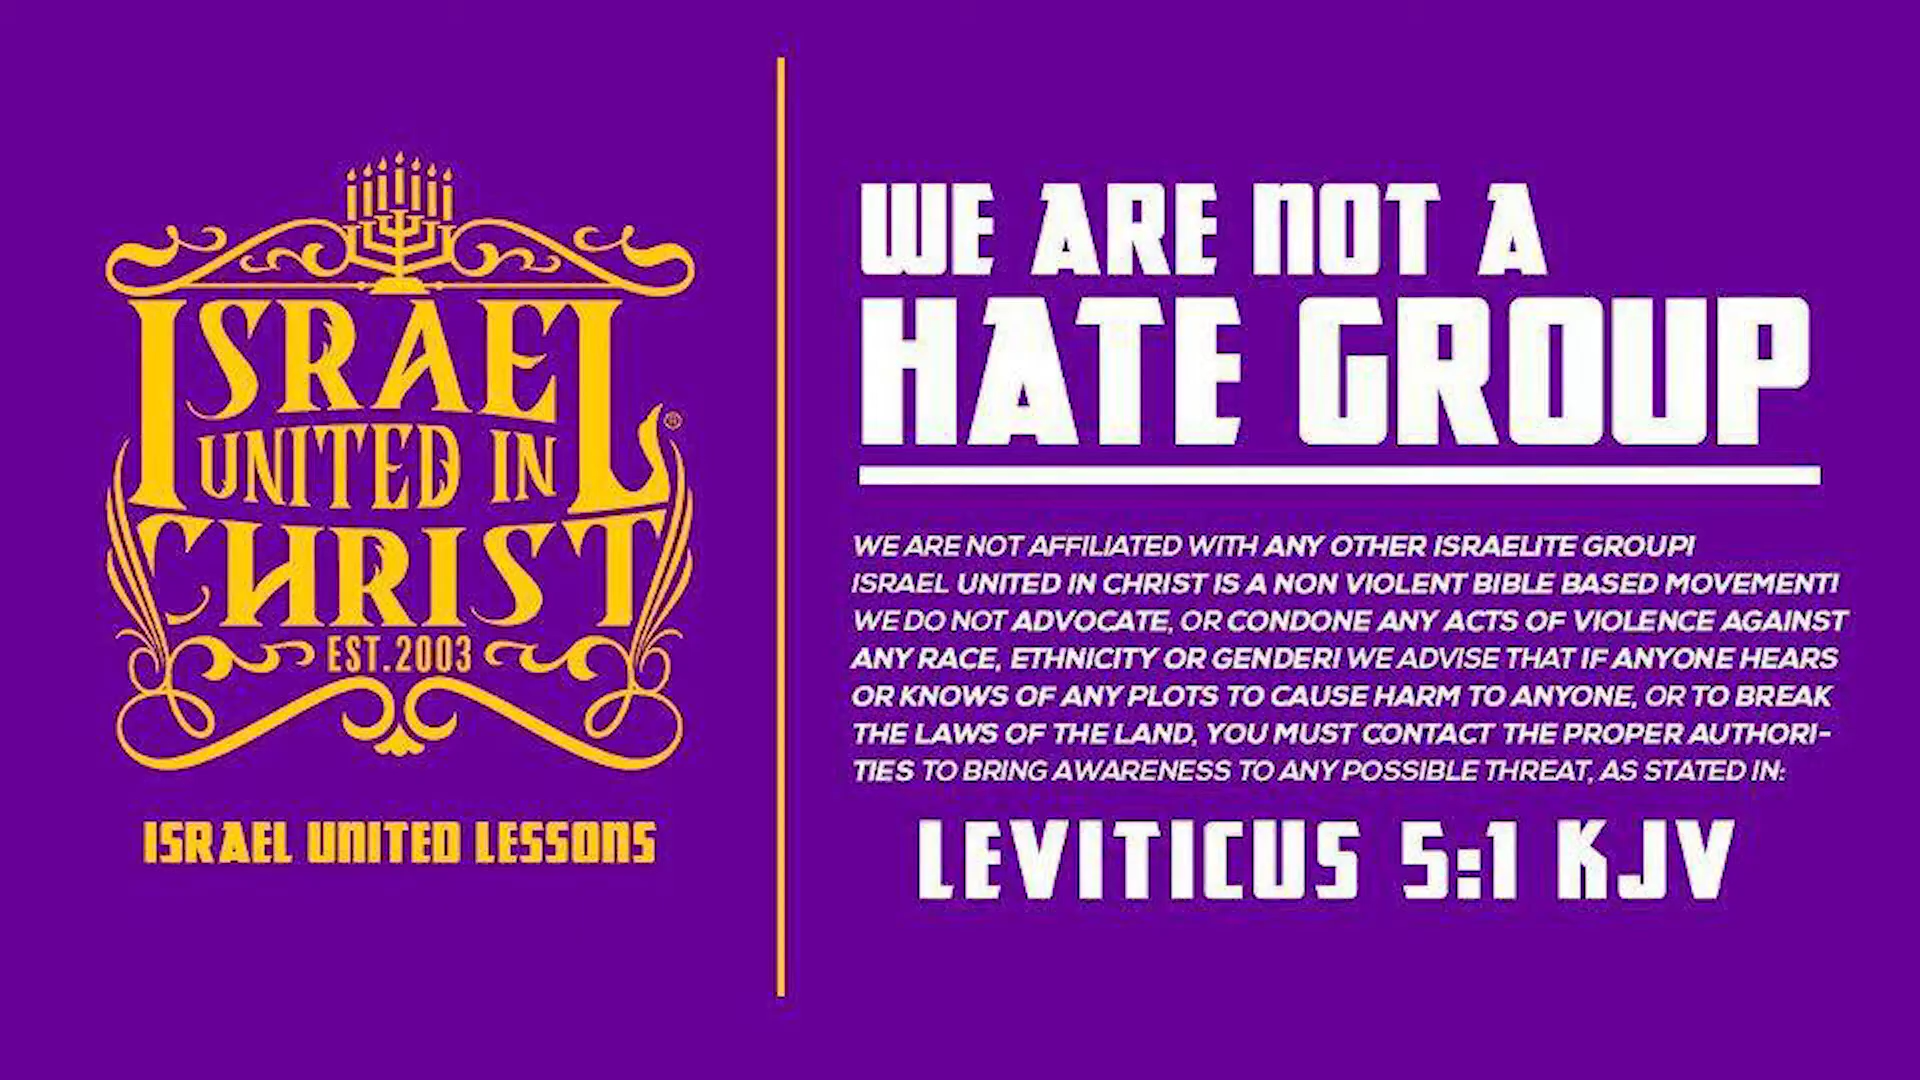 ISRAEL
UNITED IN
CHRIST
®
EST.2003
ISRAEL UNITED LESSONS
WE ARE NOT A
HATE GROUP
WE ARE NOT AFFILIATED WITH ANY OTHER ISRAELITE GROUP!
ISRAEL UNITED IN CHRIST IS A NON VIOLENT BIBLE BASED MOVEMENT!
WE DO NOT ADVOCATE, OR CONDONE ANY ACTS OF VIOLENCE AGAINST
ANY RACE, ETHNICITY OR GENDER! WE ADVISE THAT IF ANYONE HEARS
OR KNOWS OF ANY PLOTS TO CAUSE HARM TO ANYONE, OR TO BREAK
THE LAWS OF THE LAND, YOU MUST CONTACT THE PROPER AUTHORI-
TIES TO BRING AWARENESS TO ANY POSSIBLE THREAT, AS STATED IN:
LEVITICUS 5:1 KJV